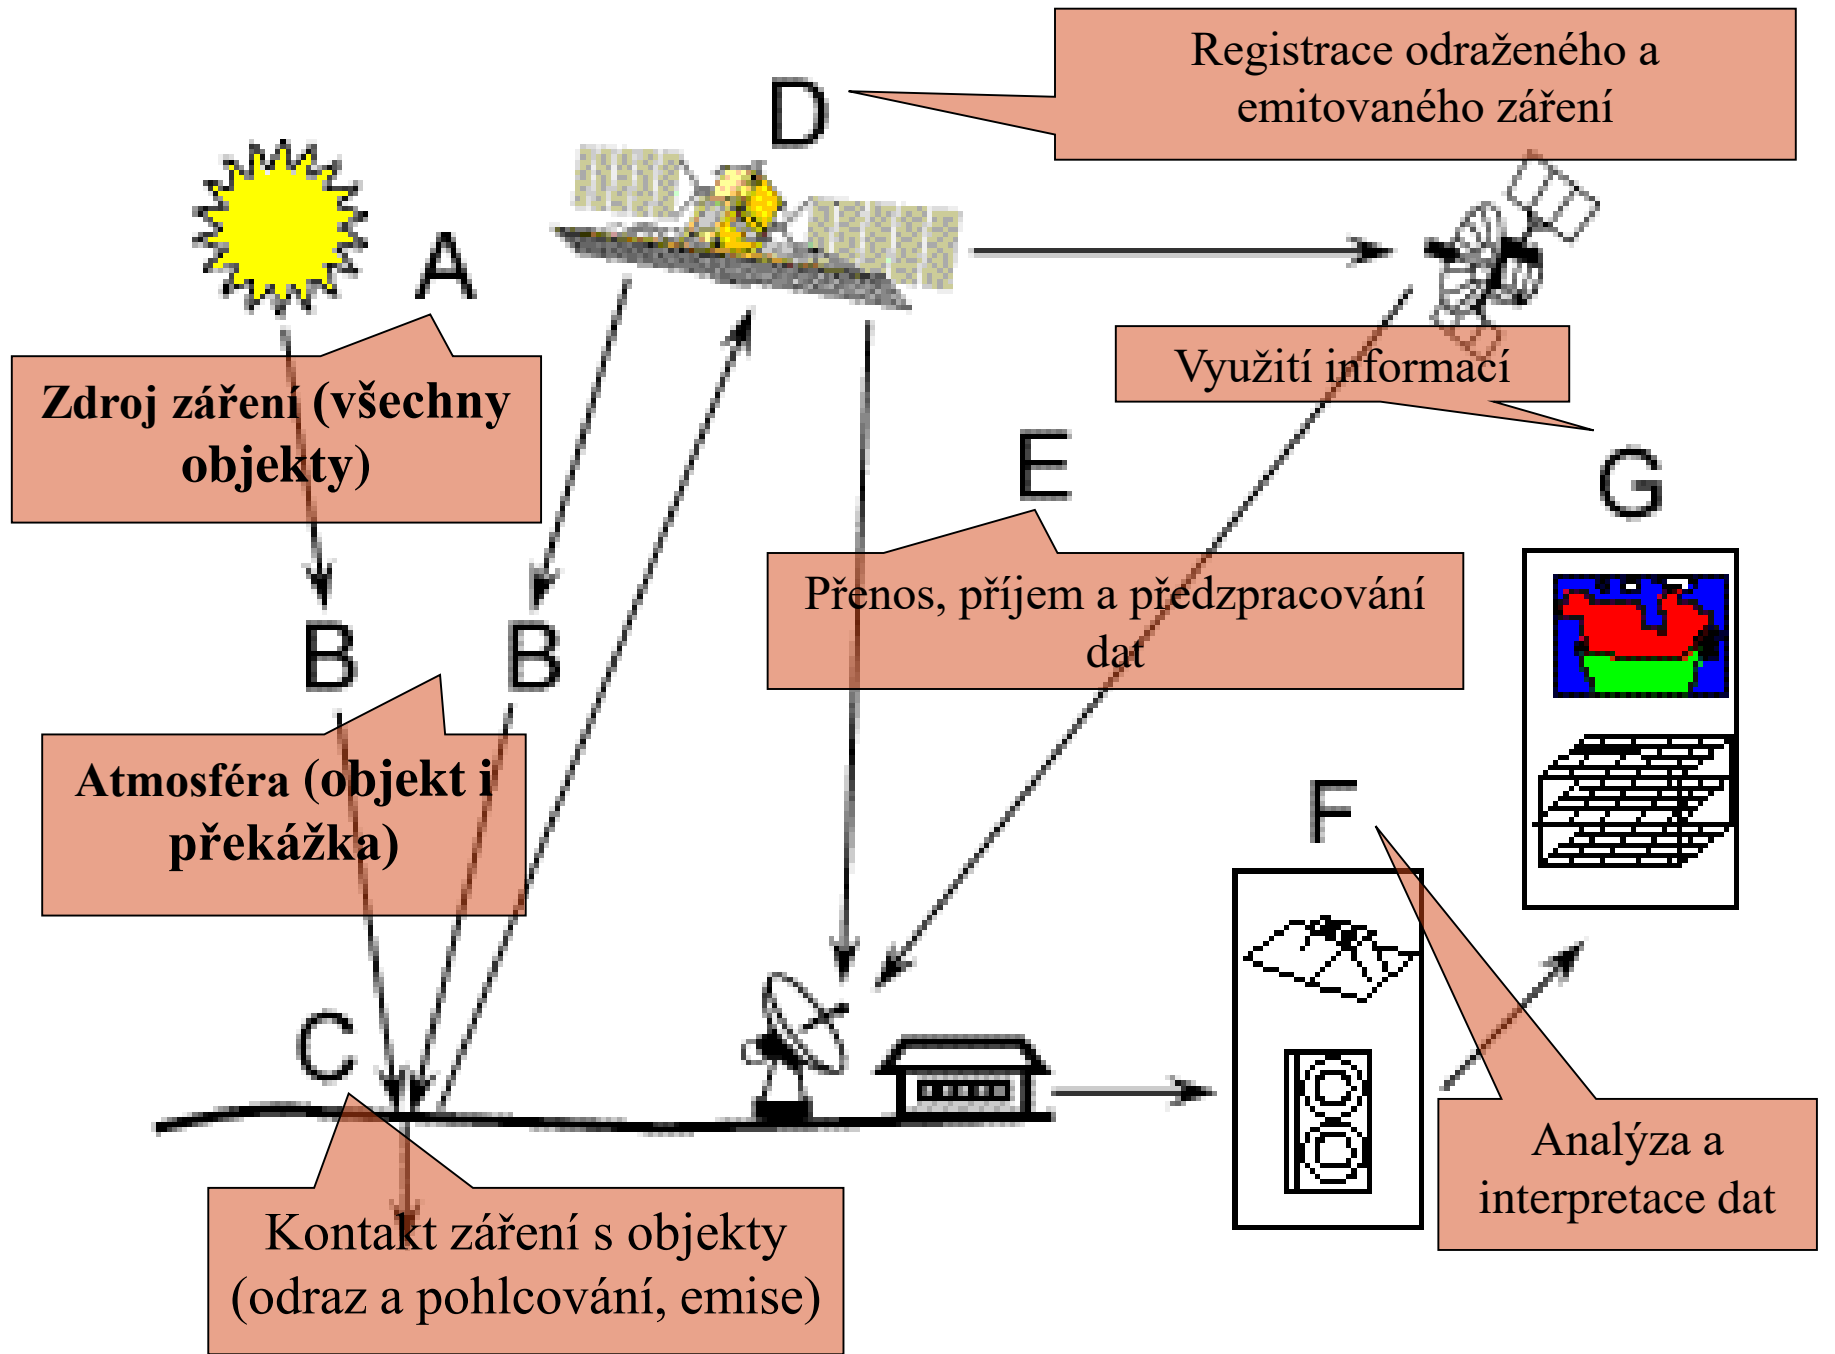 Registrace odraženého a
emitovaného záření
D
A
Zdroj záření (všechny
objekty)
Využití informací
E
G
Přenos, příjem a předzpracování
dat
B
B
Atmosféra (objekt i
překážka)
F
C
Analýza a
interpretace dat
Kontakt záření s objekty
(odraz a pohlcování, emise)